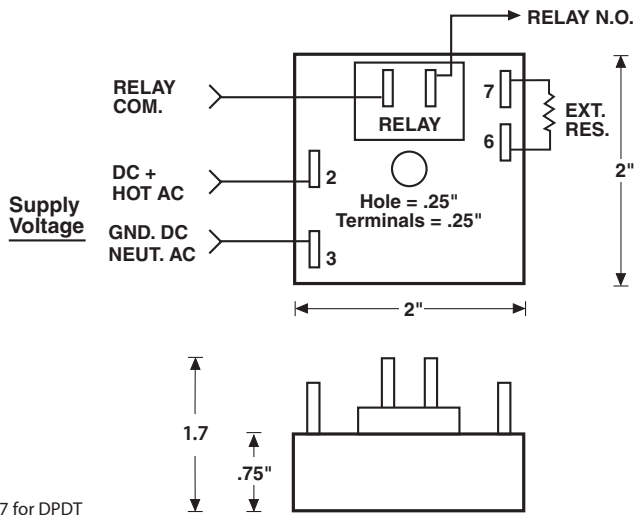 RELAY N.O.
RELAY
COM.
RELAY
7
6
EXT.
RES.
DC +
HOT AC
2
Hole = .25"
Terminals = .25"
2"
Supply
Voltage
GND. DC
NEUT. AC
3
2"
1.7
.75"
7 for DPDT